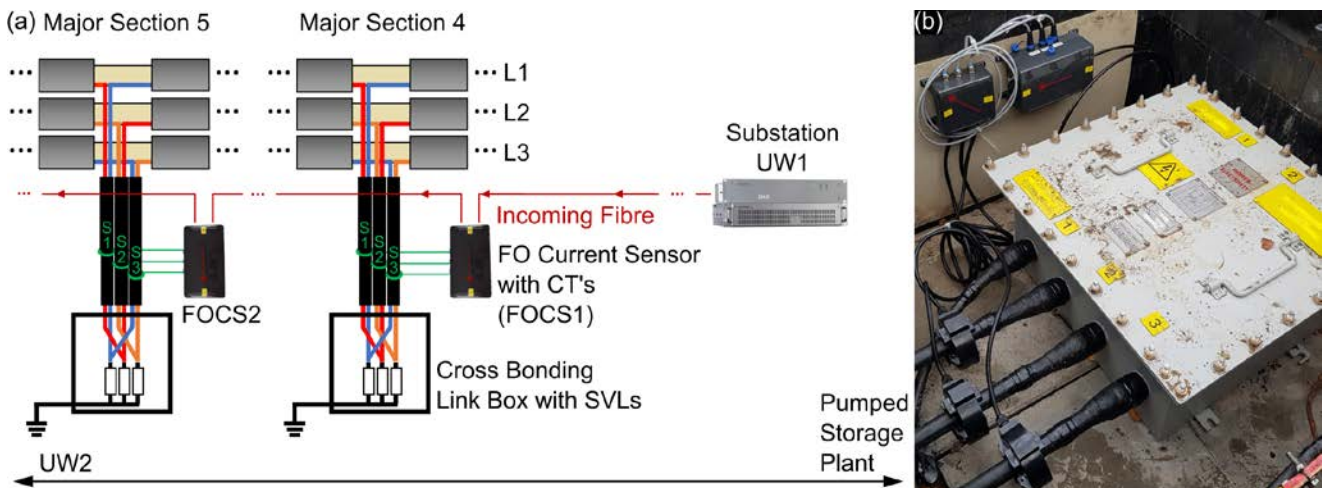 (a) Major Section 5
Major Section 4
(b)
... ... ... ... L1
... ... ... ... L2
... ... ... ... L3
Substation
UW1
... ... ...
Incoming Fibre
S1
S2
S3
S1
S2
S3
FO Current Sensor
with CT's
(FOCS1)
FOCS2
Cross Bonding
Link Box with SVLs
Pumped
Storage
Plant
UW2
1
2
1
2
3